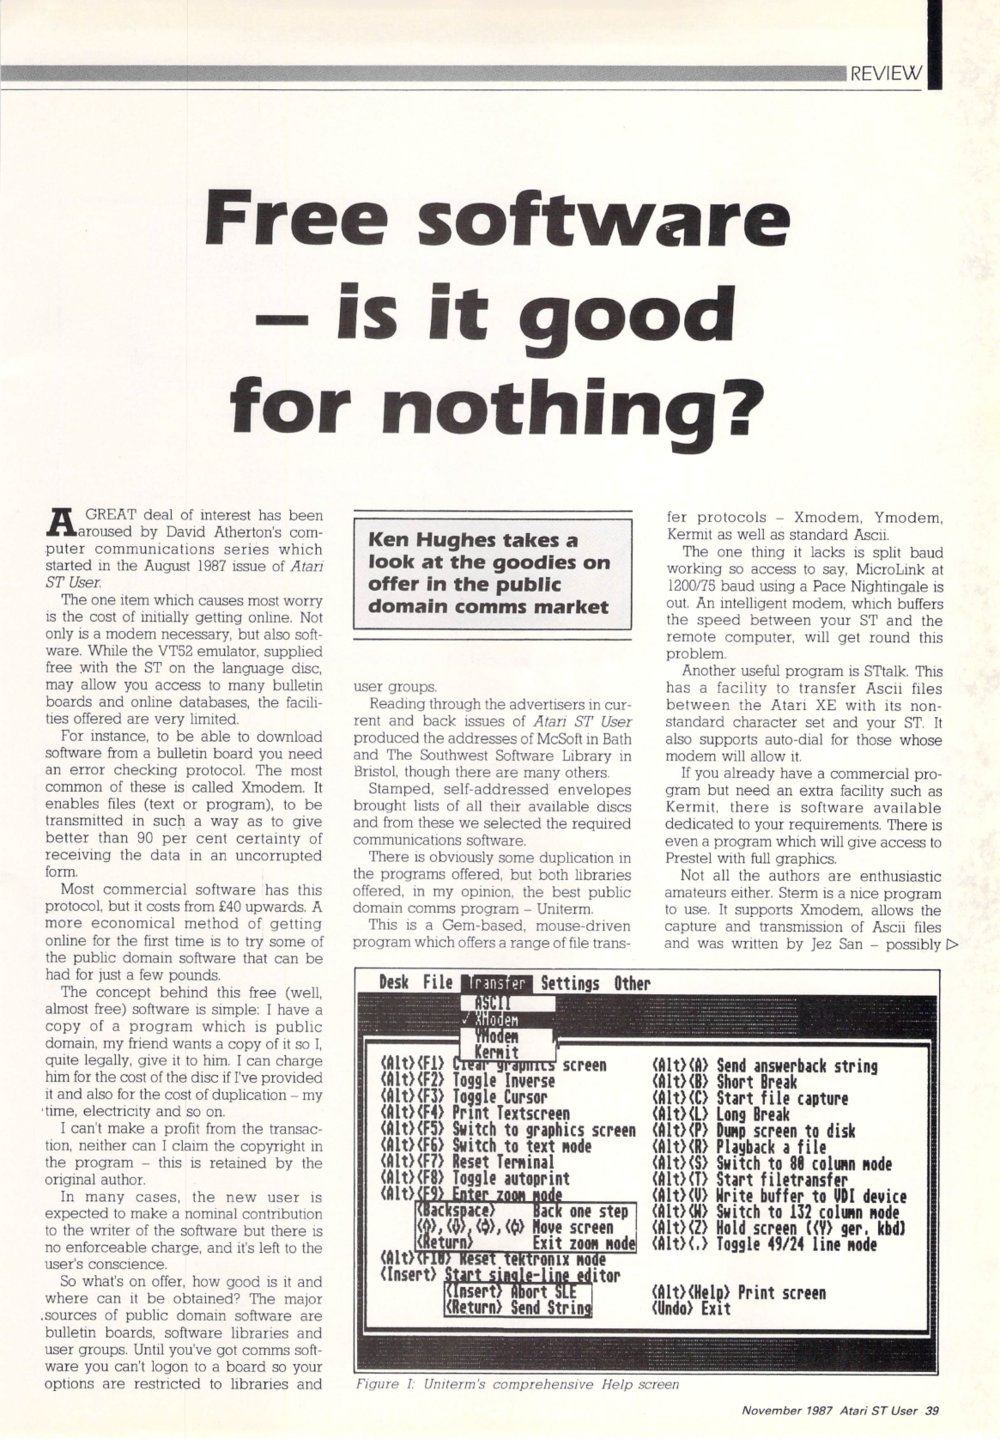 REVIEW
Free software
– is it good
for nothing?
A GREAT deal of interest has been
aroused by David Atherton's com-
puter communications series which
started in the August 1987 issue of Atari
ST User.
The one item which causes most worry
is the cost of initially getting online. Not
only is a modem necessary, but also soft-
ware. While the VT52 emulator, supplied
free with the ST on the language disc,
may allow you access to many bulletin
boards and online databases, the facili-
ties offered are very limited.
For instance, to be able to download
software from a bulletin board you need
an error checking protocol. The most
common of these is called Xmodem. It
enables files (text or program), to be
transmitted in such a way as to give
better than 90 per cent certainty of
receiving the data in an uncorrupted
form.
Most commercial software has this
protocol, but it costs from £40 upwards. A
more economical method of getting
online for the first time is to try some of
the public domain software that can be
had for just a few pounds.
The concept behind this free (well,
almost free) software is simple: I have a
copy of a program which is public
domain, my friend wants a copy of it so I,
quite legally, give it to him. I can charge
him for the cost of the disc if I've provided
it and also for the cost of duplication – my
time, electricity and so on.
I can't make a profit from the transac-
tion, neither can I claim the copyright in
the program – this is retained by the
original author.
In many cases, the new user is
expected to make a nominal contribution
to the writer of the software but there is
no enforceable charge, and it's left to the
user's conscience.
So what's on offer, how good is it and
where can it be obtained? The major
sources of public domain software are
bulletin boards, software libraries and
user groups. Until you've got comms soft-
ware you can't logon to a board so your
options are restricted to libraries and
Ken Hughes takes a
look at the goodies on
offer in the public
domain comms market
user groups.
Reading through the advertisers in cur-
rent and back issues of Atari ST User
produced the addresses of McSoft in Bath
and The Southwest Software Library in
Bristol, though there are many others.
Stamped, self-addressed envelopes
brought lists of all their available discs
and from these we selected the required
communications software.
There is obviously some duplication in
the programs offered, but both libraries
offered, in my opinion, the best public
domain comms program – Uniterm.
This is a Gem-based, mouse-driven
program which offers a range of file trans-
fer protocols – Xmodem, Ymodem,
Kermit as well as standard Ascii.
The one thing it lacks is split baud
working so access to say, MicroLink at
1200/75 baud using a Pace Nightingale is
out. An intelligent modem, which buffers
the speed between your ST and the
remote computer, will get round this
problem.
Another useful program is STtalk. This
has a facility to transfer Ascii files
between the Atari XE with its non-
standard character set and your ST. It
also supports auto-dial for those whose
modem will allow it.
If you already have a commercial pro-
gram but need an extra facility such as
Kermit, there is software available
dedicated to your requirements. There is
even a program which will give access to
Prestel with full graphics.
Not all the authors are enthusiastic
amateurs either. Sterm is a nice program
to use. It supports Xmodem, allows the
capture and transmission of Ascii files
and was written by Jez San – possibly ▷
Desk File Transfer Settings Other
ASCII
✓ XModem
YModem
Kermit
<Alt><F1> Clear graphics screen
<Alt><F2> Toggle Inverse
<Alt><F3> Toggle Cursor
<Alt><F4> Print Textscreen
<Alt><F5> Switch to graphics screen
<Alt><F6> Switch to text mode
<Alt><F7> Reset Terminal
<Alt><F8> Toggle autoprint
<Alt><F9> Enter zoom mode
<Backspace> Back one step
<⇧>,<⇩>,<⇦>,<⇨> Move screen
<Return> Exit zoom mode
<Alt><F10> Reset tektronix mode
<Insert> Start single-line editor
<Insert> Abort SLE
<Return> Send String
<Alt><A> Send answerback string
<Alt><B> Short Break
<Alt><C> Start file capture
<Alt><L> Long Break
<Alt><P> Dump screen to disk
<Alt><R> Playback a file
<Alt><S> Switch to 80 column mode
<Alt><T> Start filetransfer
<Alt><V> Write buffer to VDI device
<Alt><W> Switch to 132 column mode
<Alt><Z> Hold screen (<Y> ger. kbd)
<Alt><.> Toggle 49/24 line mode
<Alt><Help> Print screen
<Undo> Exit
Figure I: Uniterm's comprehensive Help screen
November 1987 Atari ST User 39